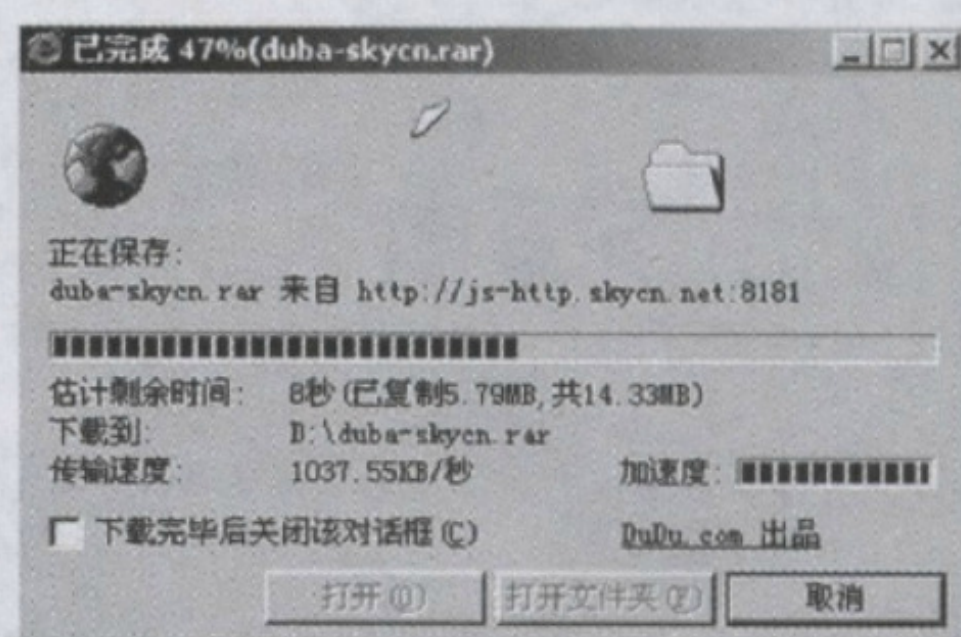 已完成 47%(duba-skycn.rar)
正在保存:
duba-skycn.rar 来自 http://js-http.skycn.net:8181
估计剩余时间: 8秒(已复制5.79MB,共14.33MB)
下载到: D:\duba-skycn.rar
传输速度: 1037.55KB/秒 加速度:
下载完毕后关闭该对话框(C)
DuDu.com 出品
打开(O) 打开文件夹(F) 取消